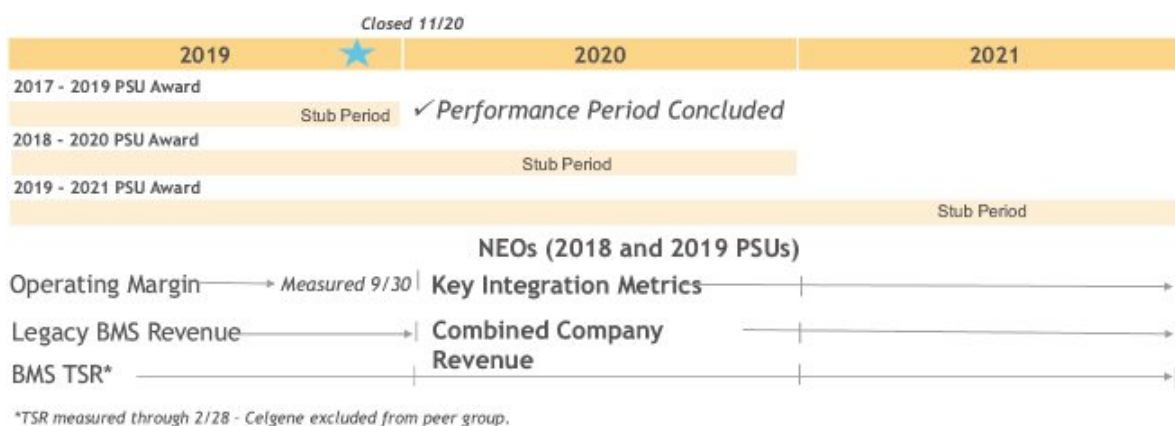 Closed 11/20
2019 2020 2021
2017 - 2019 PSU Award
Stub Period ✓Performance Period Concluded
2018 - 2020 PSU Award
Stub Period
2019 - 2021 PSU Award
Stub Period
NEOs (2018 and 2019 PSUs)
Operating Margin Measured 9/30 Key Integration Metrics
Legacy BMS Revenue Combined Company
Revenue
BMS TSR*
*TSR measured through 2/28 - Celgene excluded from peer group.